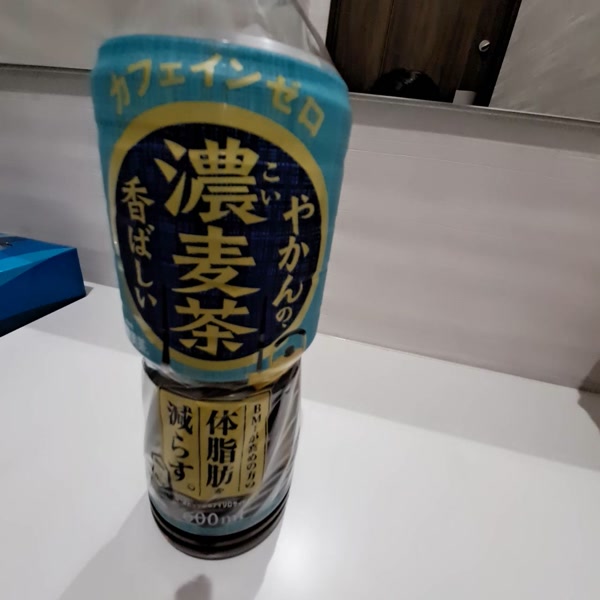 カフェインゼロ
やかんの
こい
濃麦茶
香ばしい
BMIが高めの方の
体脂肪を
減らす。
600ml